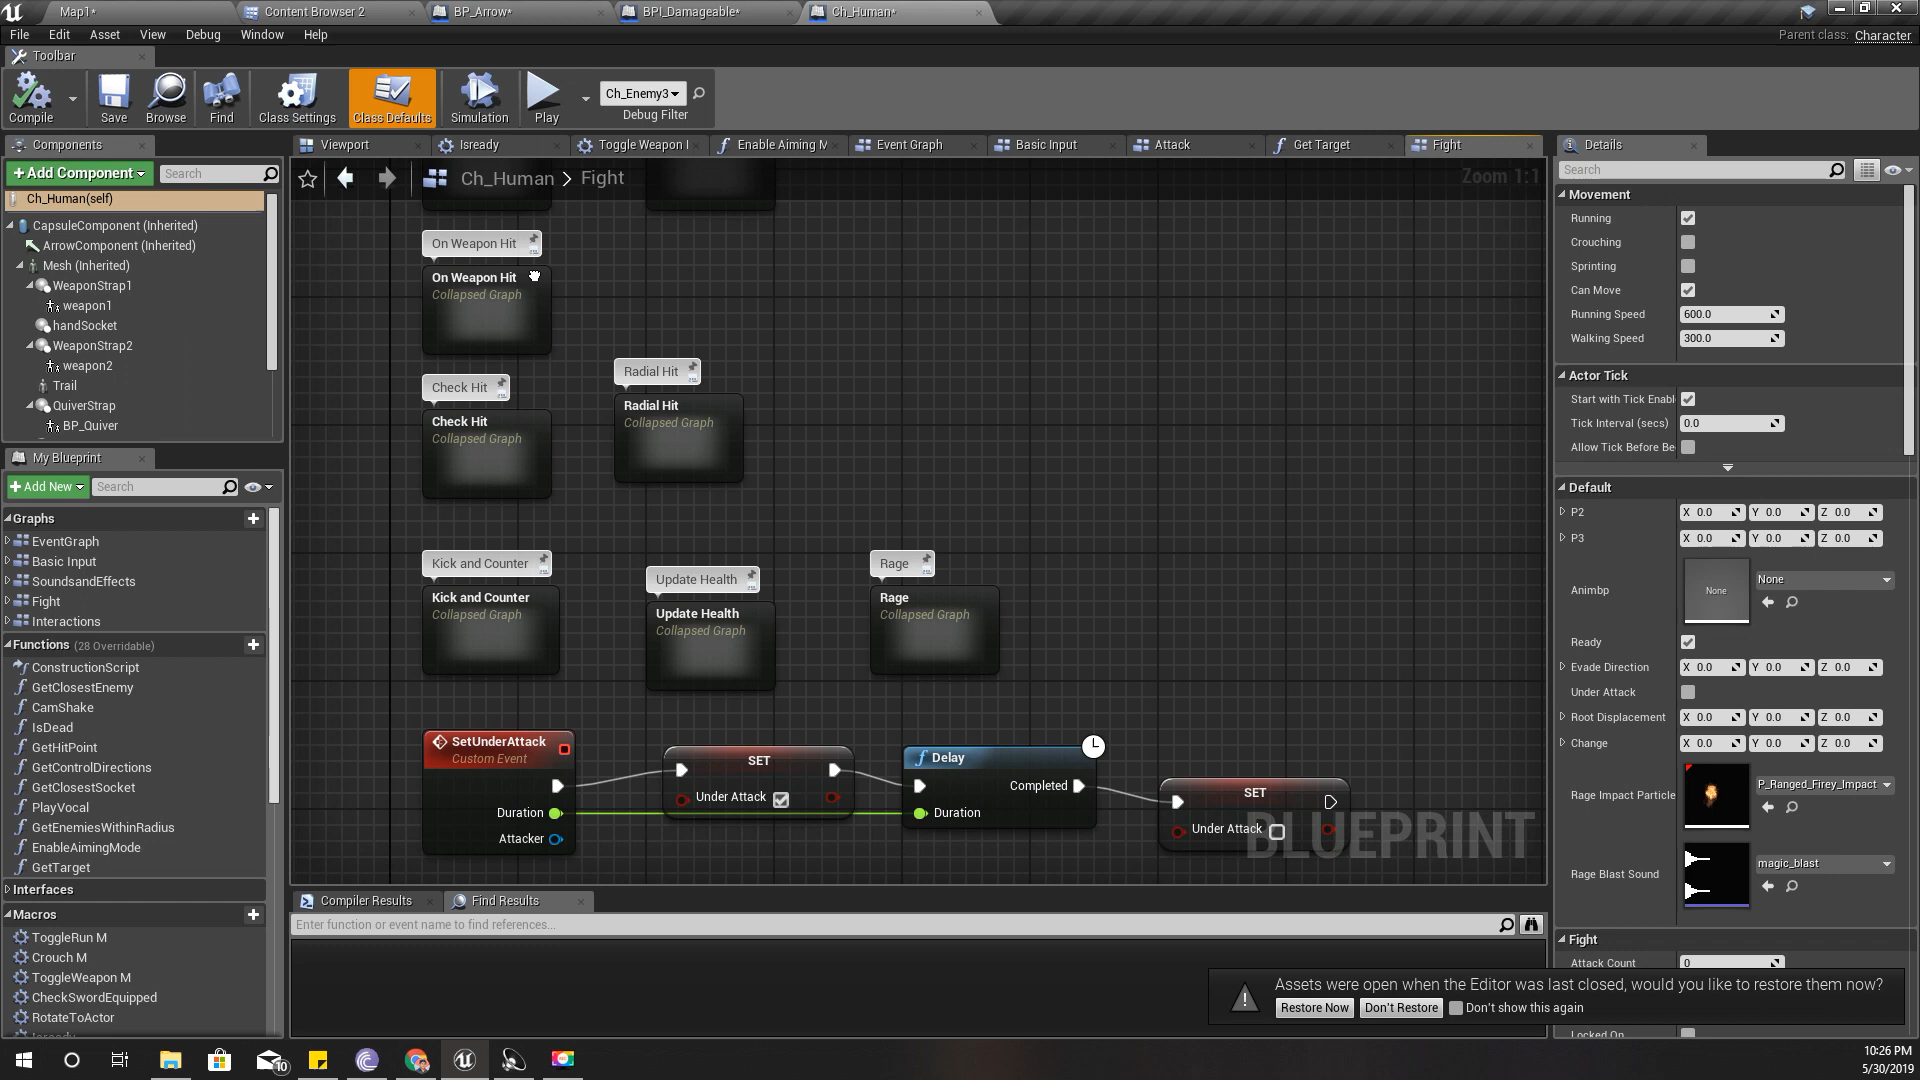 Map1*
Content Browser 2
BP_Arrow*
BPI_Damageable*
Ch_Human*
File Edit Asset View Debug Window Help
Parent class: Character
Toolbar
Compile
Save
Browse
Find
Class Settings
Class Defaults
Simulation
Play
Ch_Enemy3
Debug Filter
Components
Add Component
Search
Ch_Human(self)
CapsuleComponent (Inherited)
ArrowComponent (Inherited)
Mesh (Inherited)
WeaponStrap1
weapon1
handSocket
WeaponStrap2
weapon2
Trail
QuiverStrap
BP_Quiver
My Blueprint
Add New
Search
Graphs
EventGraph
Basic Input
SoundsandEffects
Fight
Interactions
Functions (28 Overridable)
ConstructionScript
GetClosestEnemy
CamShake
IsDead
GetHitPoint
GetControlDirections
GetClosestSocket
PlayVocal
GetEnemiesWithinRadius
EnableAimingMode
GetTarget
Interfaces
Macros
ToggleRun M
Crouch M
ToggleWeapon M
CheckSwordEquipped
RotateToActor
Viewport
Isready
Toggle Weapon
Enable Aiming M
Event Graph
Basic Input
Attack
Get Target
Fight
Ch_Human > Fight
Zoom 1:1
On Weapon Hit
On Weapon Hit
Collapsed Graph
Check Hit
Check Hit
Collapsed Graph
Radial Hit
Radial Hit
Collapsed Graph
Kick and Counter
Kick and Counter
Collapsed Graph
Update Health
Update Health
Collapsed Graph
Rage
Rage
Collapsed Graph
SetUnderAttack
Custom Event
Duration
Attacker
SET
Under Attack
Delay
Completed
Duration
SET
Under Attack
BLUEPRINT
Compiler Results
Find Results
Enter function or event name to find references...
Details
Search
Movement
Running
Crouching
Sprinting
Can Move
Running Speed 600.0
Walking Speed 300.0
Actor Tick
Start with Tick Enabl
Tick Interval (secs) 0.0
Allow Tick Before Be
Default
P2 X 0.0 Y 0.0 Z 0.0
P3 X 0.0 Y 0.0 Z 0.0
Animbp None None
Ready
Evade Direction X 0.0 Y 0.0 Z 0.0
Under Attack
Root Displacement X 0.0 Y 0.0 Z 0.0
Change X 0.0 Y 0.0 Z 0.0
Rage Impact Particle P_Ranged_Firey_Impact
Rage Blast Sound magic_blast
Fight
Attack Count 0
Assets were open when the Editor was last closed, would you like to restore them now?
Restore Now
Don't Restore
Don't show this again
Locked On
10
10:26 PM
5/30/2019